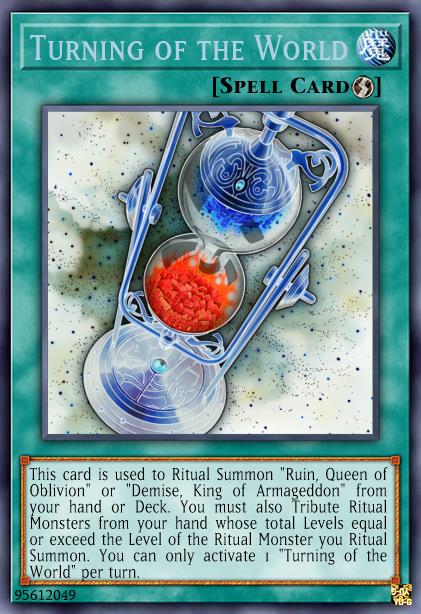 Turning of the World
魔
[Spell Card]
This card is used to Ritual Summon "Ruin, Queen of
Oblivion" or "Demise, King of Armageddon" from
your hand or Deck. You must also Tribute Ritual
Monsters from your hand whose total Levels equal
or exceed the Level of the Ritual Monster you Ritual
Summon. You can only activate 1 "Turning of the
World" per turn.
95612049